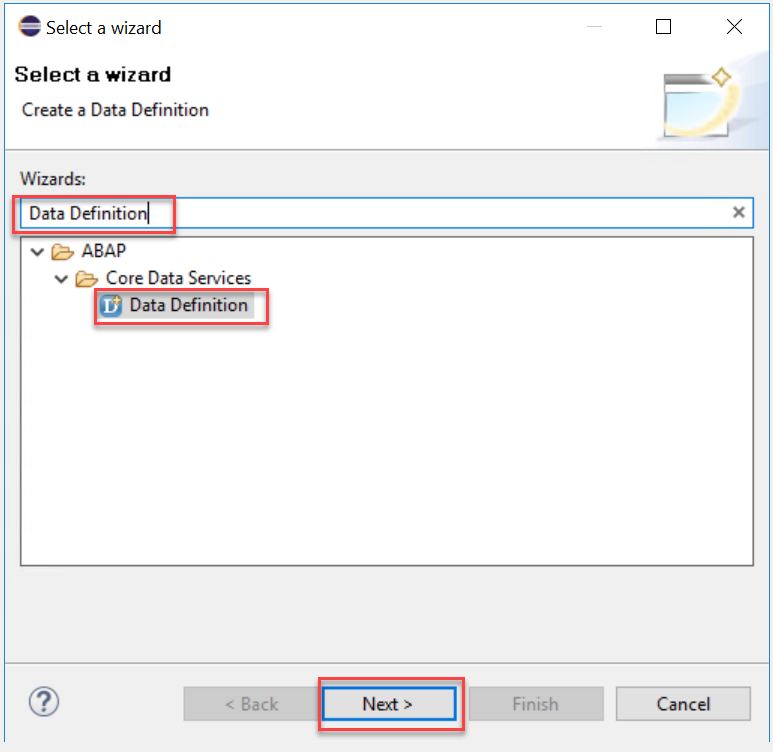 Select a wizard
Select a wizard
Create a Data Definition
Wizards:
Data Definition
ABAP
Core Data Services
D Data Definition
? < Back Next > Finish Cancel